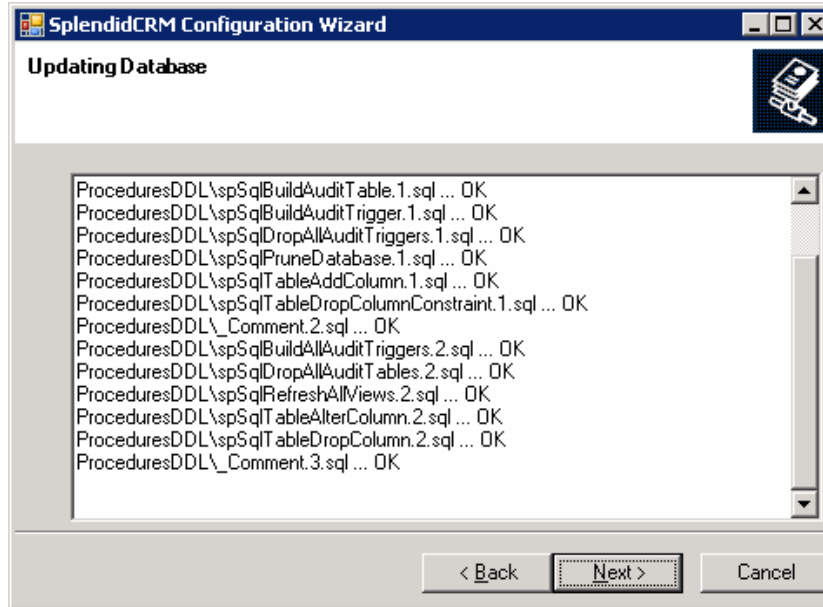 SplendidCRM Configuration Wizard
Updating Database
ProceduresDDL\spSqlBuildAuditTable.1.sql ... OK
ProceduresDDL\spSqlBuildAuditTrigger.1.sql ... OK
ProceduresDDL\spSqlDropAllAuditTriggers.1.sql ... OK
ProceduresDDL\spSqlPruneDatabase.1.sql ... OK
ProceduresDDL\spSqlTableAddColumn.1.sql ... OK
ProceduresDDL\spSqlTableDropColumnConstraint.1.sql ... OK
ProceduresDDL\_Comment.2.sql ... OK
ProceduresDDL\spSqlBuildAllAuditTriggers.2.sql ... OK
ProceduresDDL\spSqlDropAllAuditTables.2.sql ... OK
ProceduresDDL\spSqlRefreshAllViews.2.sql ... OK
ProceduresDDL\spSqlTableAlterColumn.2.sql ... OK
ProceduresDDL\spSqlTableDropColumn.2.sql ... OK
ProceduresDDL\_Comment.3.sql ... OK
< Back Next > Cancel